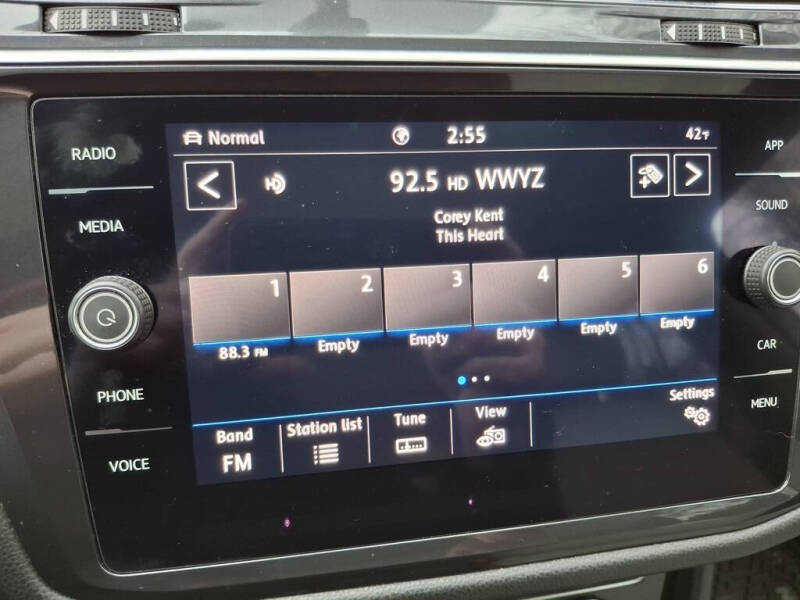 RADIO
MEDIA
PHONE
VOICE
Normal
2:55
42°F
92.5 HD WWYZ
Corey Kent
This Heart
1
2
3
4
5
6
88.3 FM
Empty
Empty
Empty
Empty
Empty
Band
FM
Station list
Tune
View
Settings
APP
SOUND
CAR
MENU